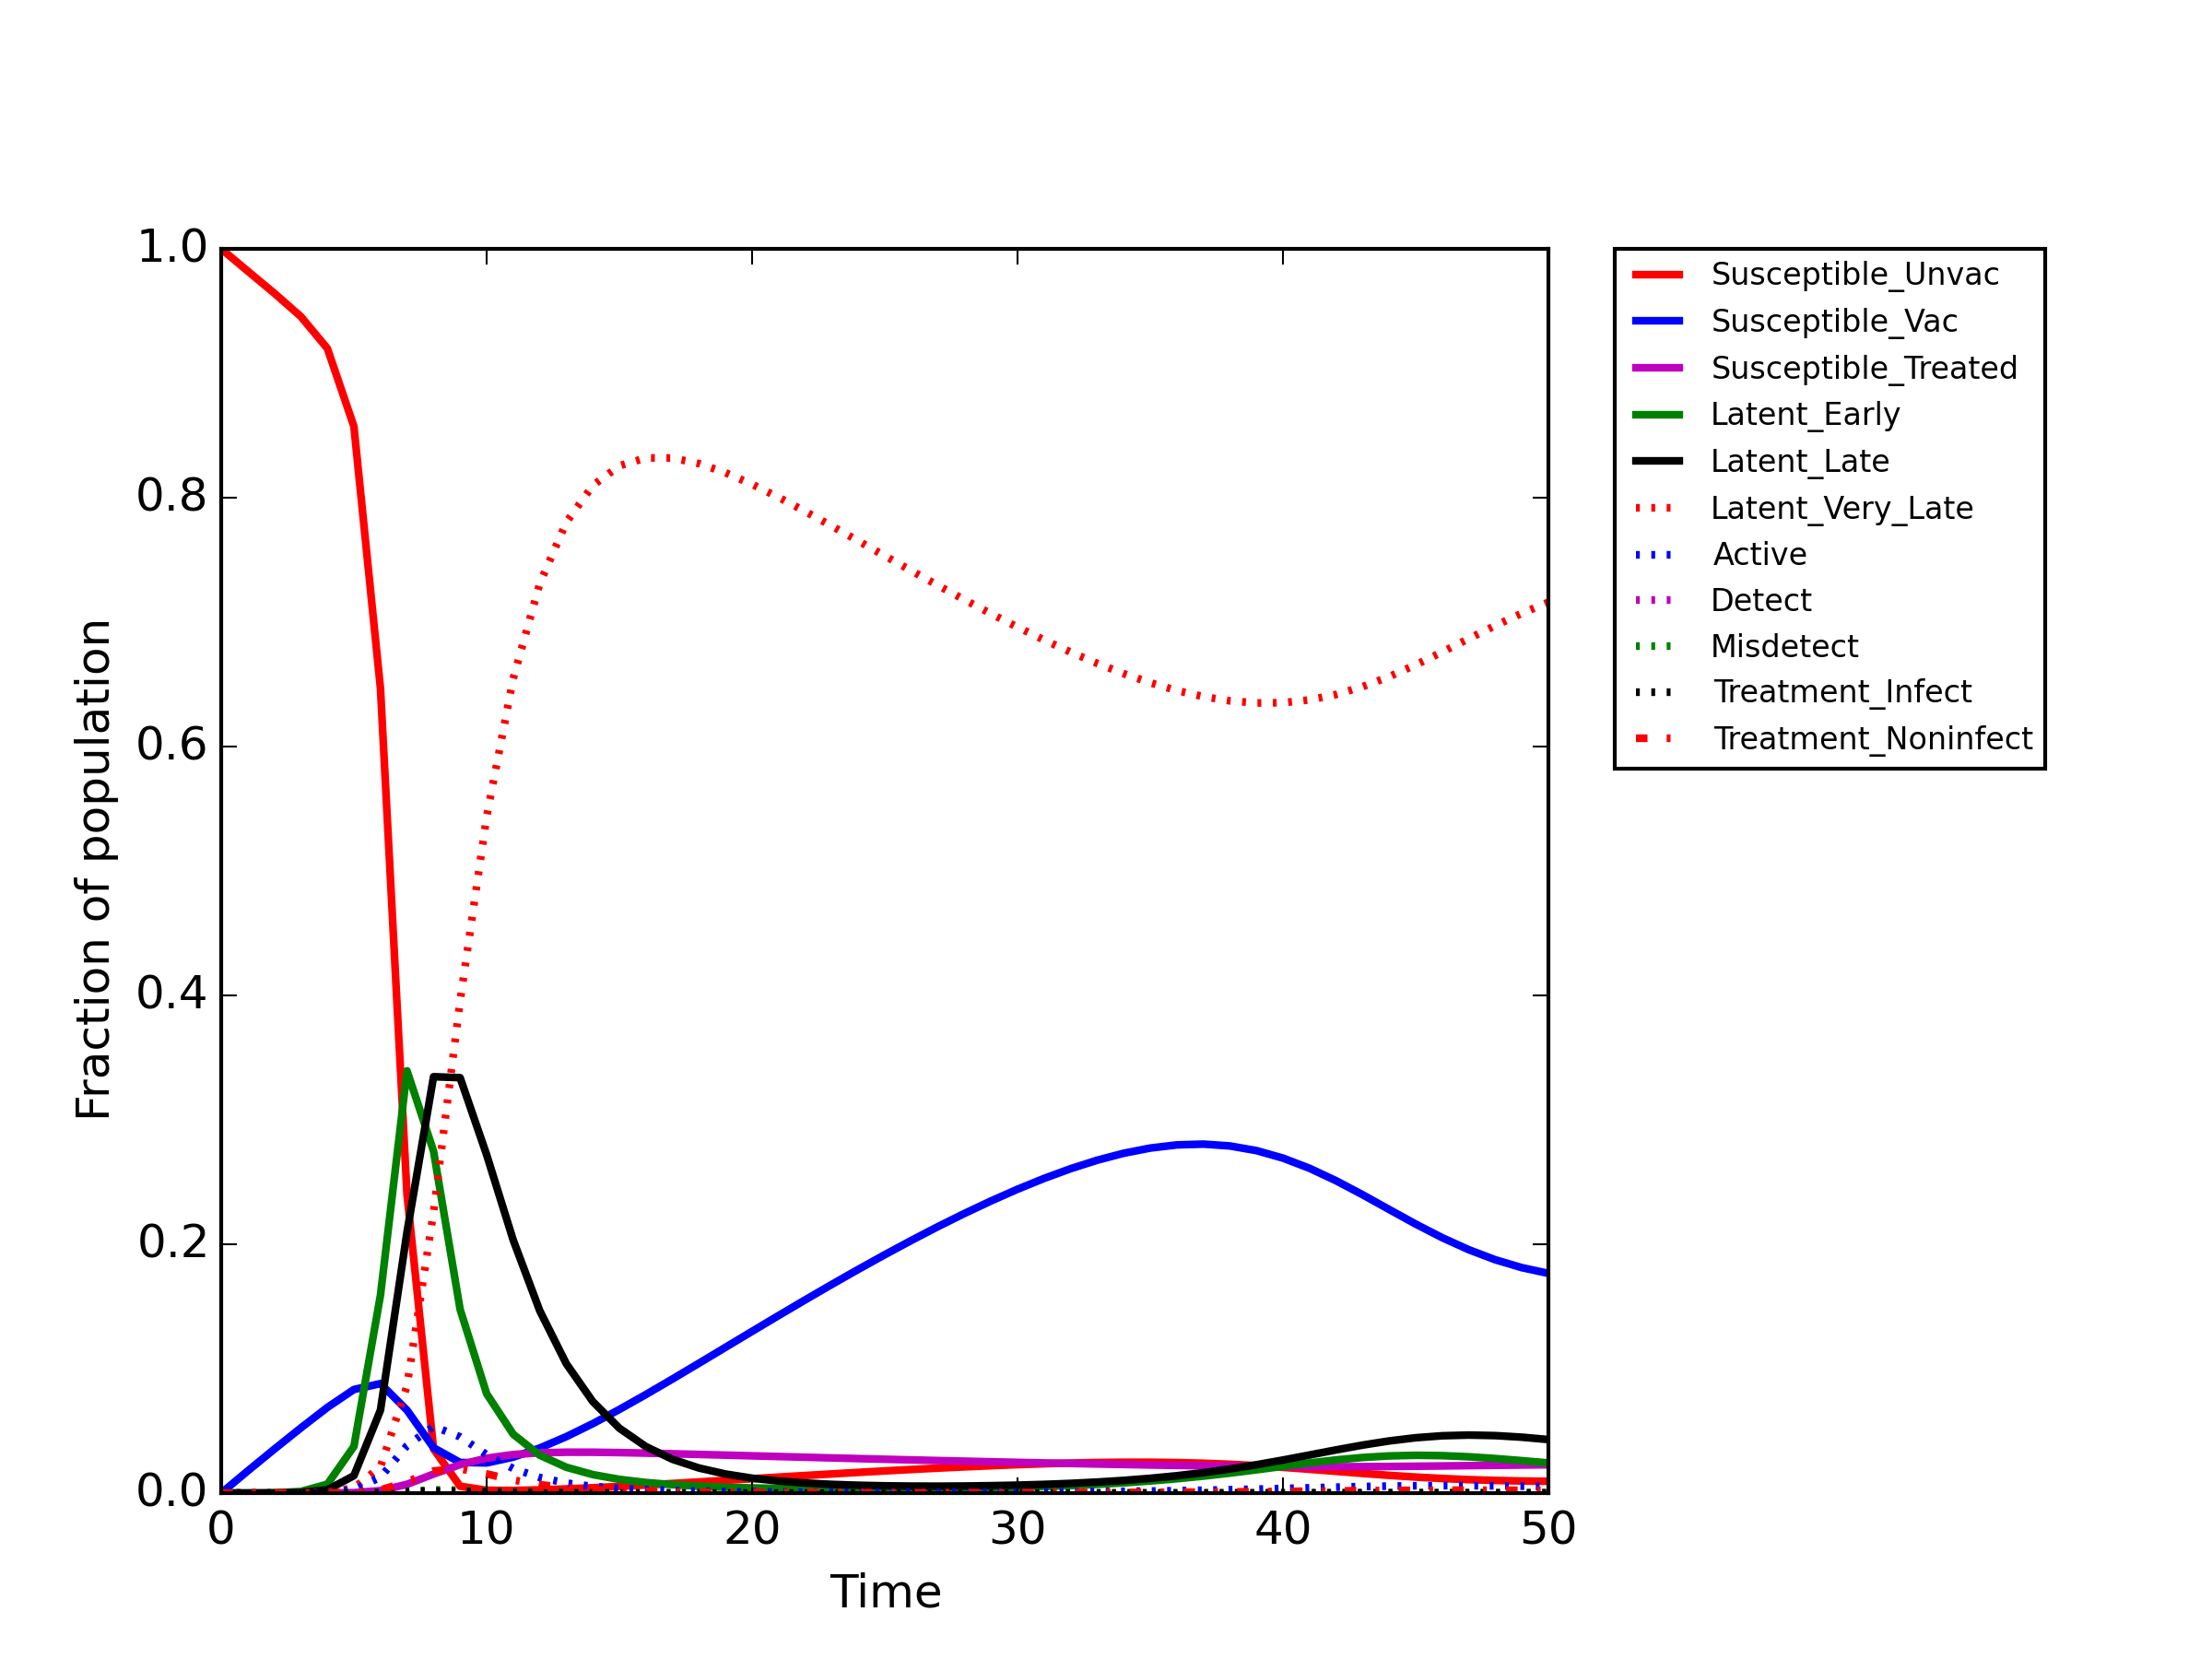 1.0
0.8
0.6
0.4
0.2
0.0
Fraction of population
0 10 20 30 40 50
Time
Susceptible_Unvac
Susceptible_Vac
Susceptible_Treated
Latent_Early
Latent_Late
Latent_Very_Late
Active
Detect
Misdetect
Treatment_Infect
Treatment_Noninfect